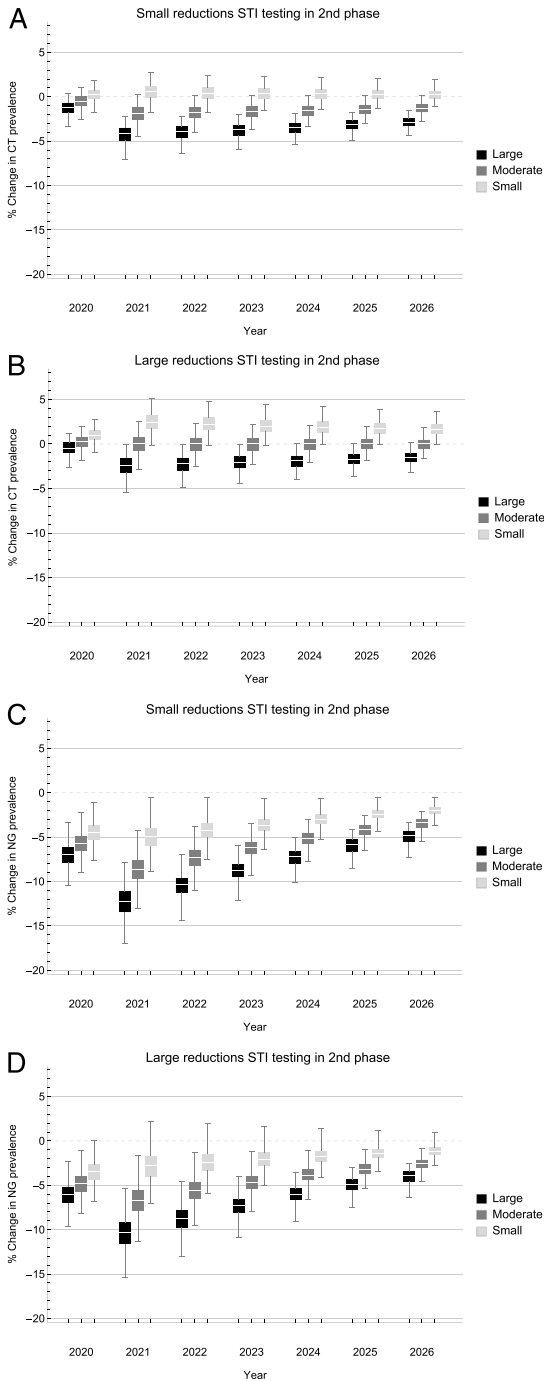 A
Small reductions STI testing in 2nd phase
% Change in CT prevalence
5
0
−5
−10
−15
−20
2020 2021 2022 2023 2024 2025 2026
Year
Large
Moderate
Small
B
Large reductions STI testing in 2nd phase
% Change in CT prevalence
5
0
−5
−10
−15
−20
2020 2021 2022 2023 2024 2025 2026
Year
Large
Moderate
Small
C
Small reductions STI testing in 2nd phase
% Change in NG prevalence
5
0
−5
−10
−15
−20
2020 2021 2022 2023 2024 2025 2026
Year
Large
Moderate
Small
D
Large reductions STI testing in 2nd phase
% Change in NG prevalence
5
0
−5
−10
−15
−20
2020 2021 2022 2023 2024 2025 2026
Year
Large
Moderate
Small